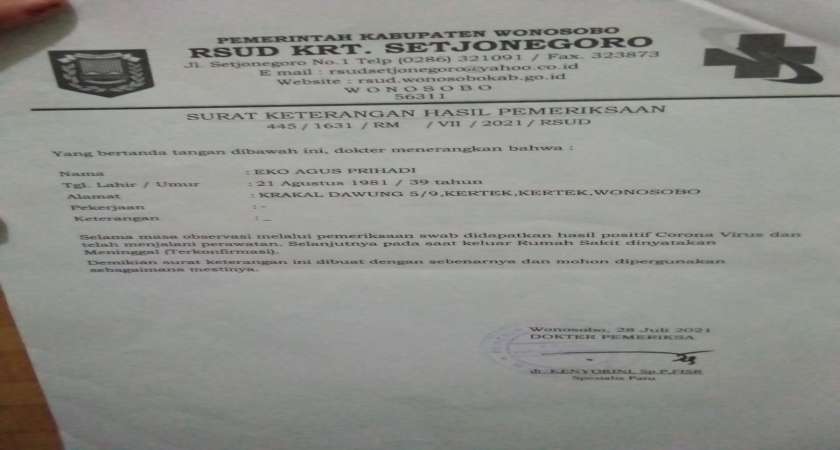 PEMERINTAH KABUPATEN WONOSOBO
RSUD KRT. SETJONEGORO
Jl. Setjonegoro No.1 Telp (0286) 321091 / Fax. 323873
E mail : rsudsetjonegoro@yahoo.co.id
Website : rsud.wonosobokab.go.id
W O N O S O B O
56311
SURAT KETERANGAN HASIL PEMERIKSAAN
445 / 1631 / RM / VII / 2021 / RSUD
Yang bertanda tangan dibawah ini, dokter menerangkan bahwa :
Nama : EKO AGUS PRIHADI
Tgl. Lahir / Umur : 21 Agustus 1981 / 39 tahun
Alamat : KRAKAL DAWUNG 5/9,KERTEK,KERTEK,WONOSOBO
Pekerjaan : -
Keterangan : _
Selama masa observasi melalui pemeriksaan swab didapatkan hasil positif Corona Virus dan
telah menjalani perawatan. Selanjutnya pada saat keluar Rumah Sakit dinyatakan
Meninggal (Terkonfirmasi).
Demikian surat keterangan ini dibuat dengan sebenarnya dan mohon dipergunakan
sebagaimana mestinya.
Wonosobo, 28 Juli 2021
DOKTER PEMERIKSA
dr. KENYORINI, Sp.P,FISR
Spesialis Paru